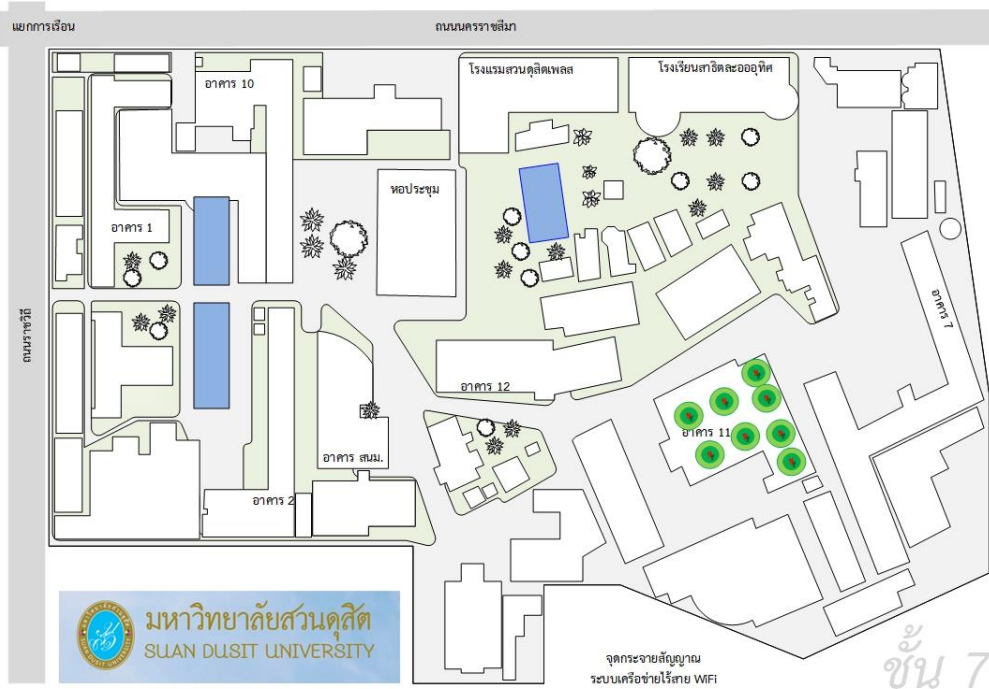 แยกการเรือน
ถนนนครราชสีมา
อาคาร 10
โรงแรมสวนดุสิตเพลส
โรงเรียนสาธิตละอออุทิศ
หอประชุม
อาคาร 1
อาคาร 7
ถนนราชวิถี
อาคาร 12
อาคาร 11
อาคาร สนม.
อาคาร 2
มหาวิทยาลัยสวนดุสิต
SUAN DUSIT UNIVERSITY
จุดกระจายสัญญาณ
ระบบเครือข่ายไร้สาย WiFi
ชั้น 7